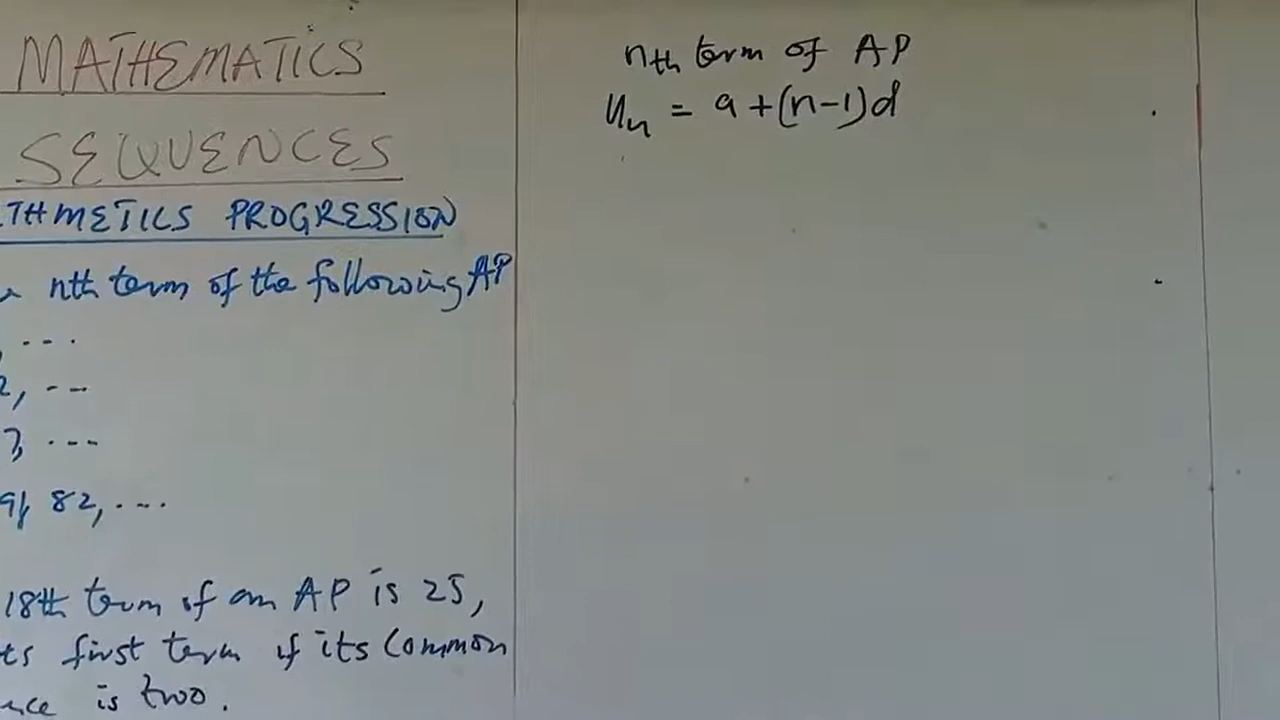 MATHEMATICS
SEQUENCES
THMETICS PROGRESSION
nth term of the following AP
, ...
2, ...
3 ...
9, 82, ....
18th term of an AP is 25,
ts first term if its common
nce is two.
nth term of AP
Un = a+(n-1)d